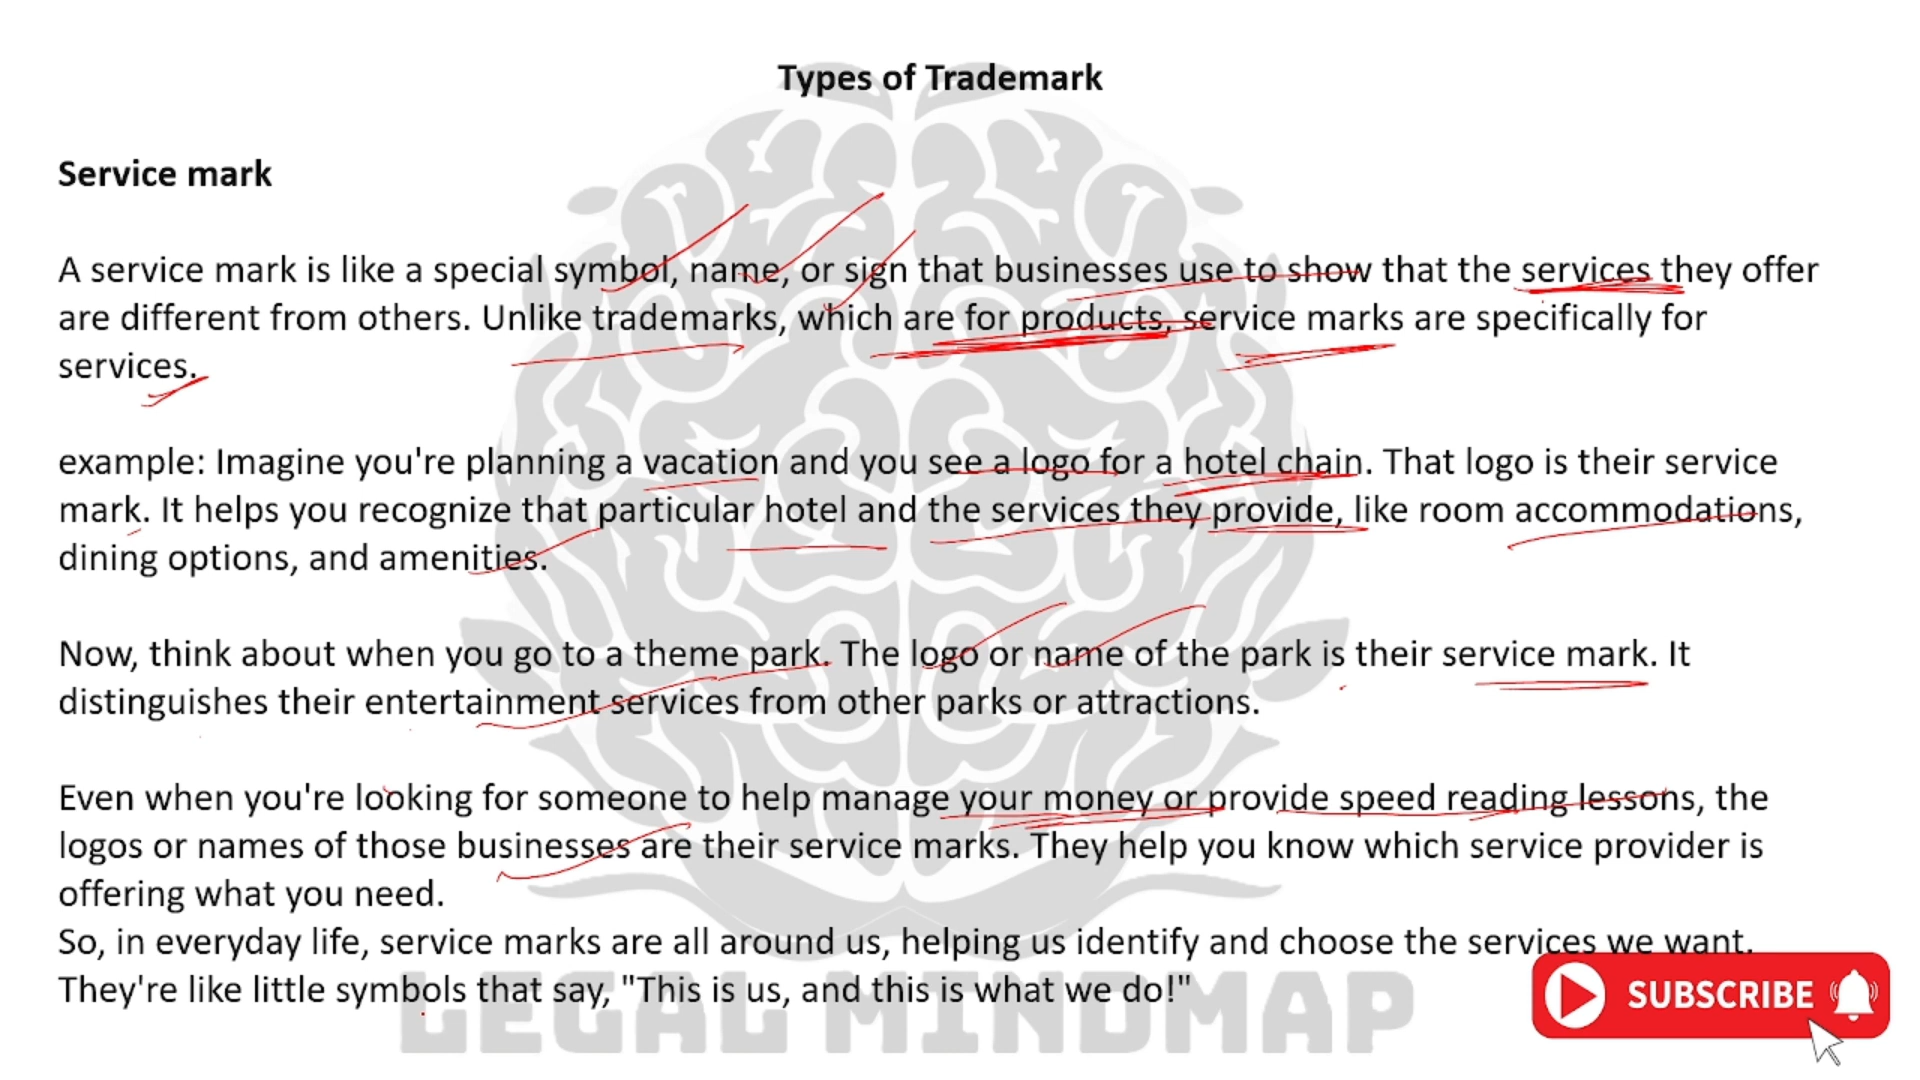 Types of Trademark
Service mark
A service mark is like a special symbol, name, or sign that businesses use to show that the services they offer
are different from others. Unlike trademarks, which are for products, service marks are specifically for
services.
example: Imagine you're planning a vacation and you see a logo for a hotel chain. That logo is their service
mark. It helps you recognize that particular hotel and the services they provide, like room accommodations,
dining options, and amenities.
Now, think about when you go to a theme park. The logo or name of the park is their service mark. It
distinguishes their entertainment services from other parks or attractions.
Even when you're looking for someone to help manage your money or provide speed reading lessons, the
logos or names of those businesses are their service marks. They help you know which service provider is
offering what you need.
So, in everyday life, service marks are all around us, helping us identify and choose the services we want.
They're like little symbols that say, "This is us, and this is what we do!"
LEGAL MINDMAP
SUBSCRIBE